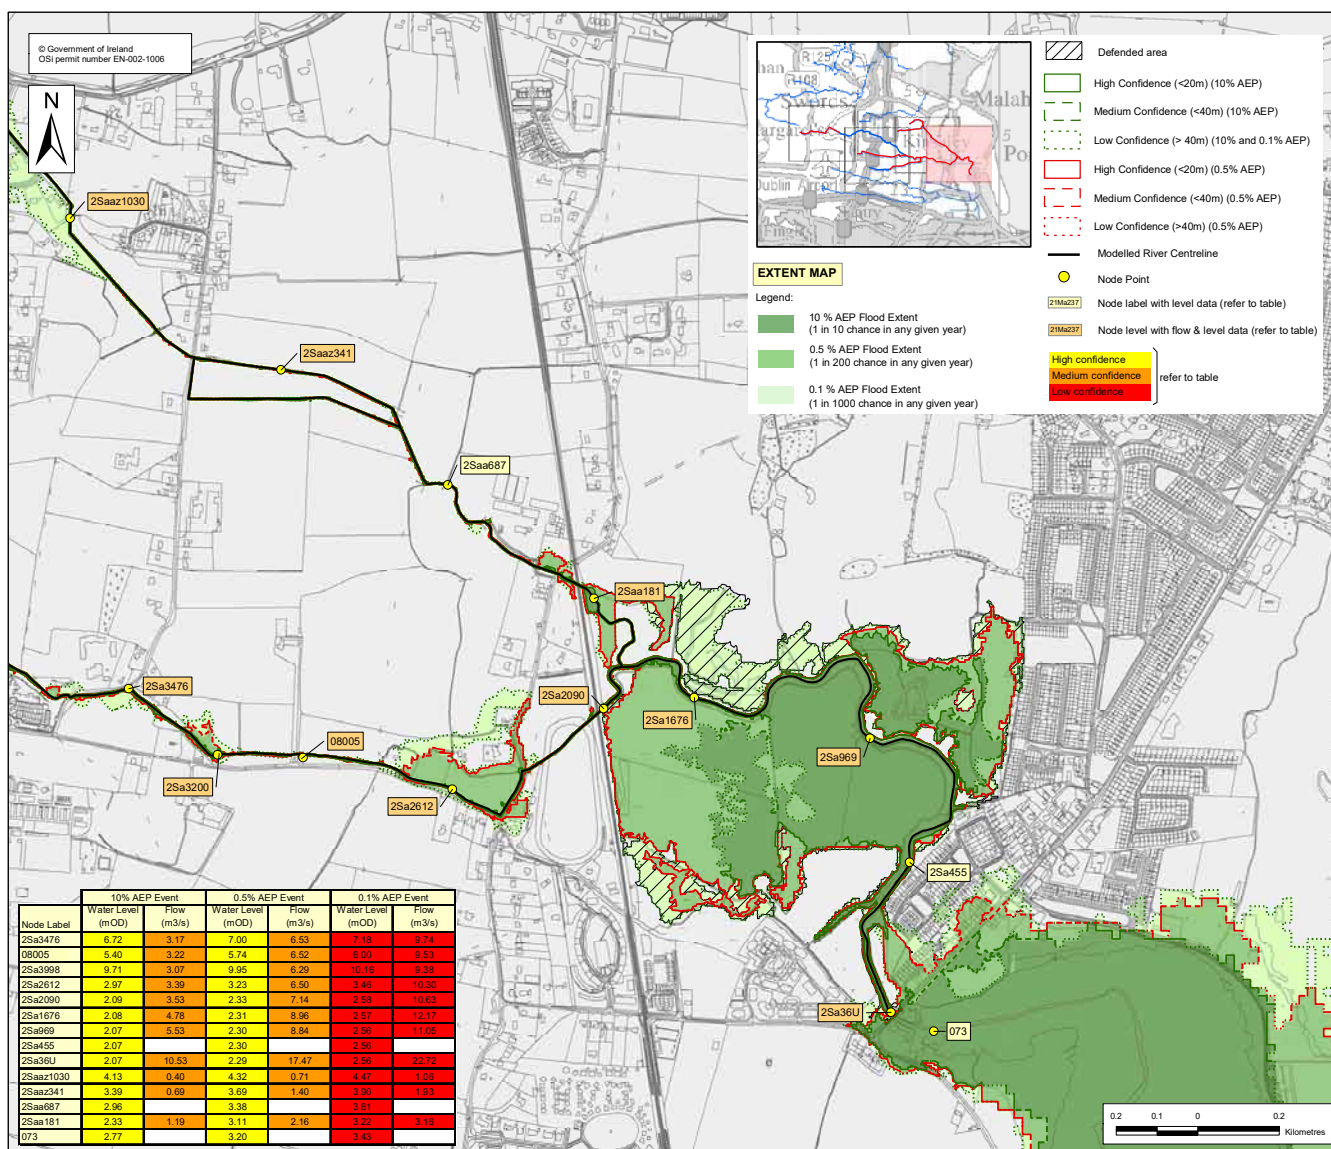 © Government of Ireland
OSi permit number EN-002-1006
N
R 125
R108
Swords
Malah
Dublin Airport
Defended area
High Confidence (<20m) (10% AEP)
Medium Confidence (<40m) (10% AEP)
Low Confidence (> 40m) (10% and 0.1% AEP)
High Confidence (<20m) (0.5% AEP)
Medium Confidence (<40m) (0.5% AEP)
Low Confidence (>40m) (0.5% AEP)
Modelled River Centreline
Node Point
21Ma237 Node label with level data (refer to table)
21Ma237 Node level with flow & level data (refer to table)
High confidence
Medium confidence
Low confidence
refer to table
EXTENT MAP
Legend:
10 % AEP Flood Extent
(1 in 10 chance in any given year)
0.5 % AEP Flood Extent
(1 in 200 chance in any given year)
0.1 % AEP Flood Extent
(1 in 1000 chance in any given year)
2Saaz1030
2Saaz341
2Saa687
2Saa181
2Sa3476
2Sa2090
2Sa1676
08005
2Sa969
2Sa3200
2Sa2612
2Sa455
2Sa36U
073
10% AEP Event 0.5% AEP Event 0.1% AEP Event
Node Label Water Level (mOD) Flow (m3/s) Water Level (mOD) Flow (m3/s) Water Level (mOD) Flow (m3/s)
2Sa3476 6.72 3.17 7.00 6.53 7.18 9.74
08005 5.40 3.22 5.74 6.52 6.00 9.53
2Sa3998 9.71 3.07 9.95 6.29 10.16 9.38
2Sa2612 2.97 3.39 3.23 6.50 3.46 10.30
2Sa2090 2.09 3.53 2.33 7.14 2.58 10.63
2Sa1676 2.08 4.78 2.31 8.96 2.57 12.17
2Sa969 2.07 5.53 2.30 8.84 2.56 11.05
2Sa455 2.07 2.30 2.56
2Sa36U 2.07 10.53 2.29 17.47 2.56 22.72
2Saaz1030 4.13 0.40 4.32 0.71 4.47 1.06
2Saaz341 3.39 0.69 3.69 1.40 3.90 1.93
2Saa687 2.96 3.38 3.61
2Saa181 2.33 1.19 3.11 2.16 3.22 3.16
073 2.77 3.20 3.43
0.2 0.1 0 0.2
Kilometres